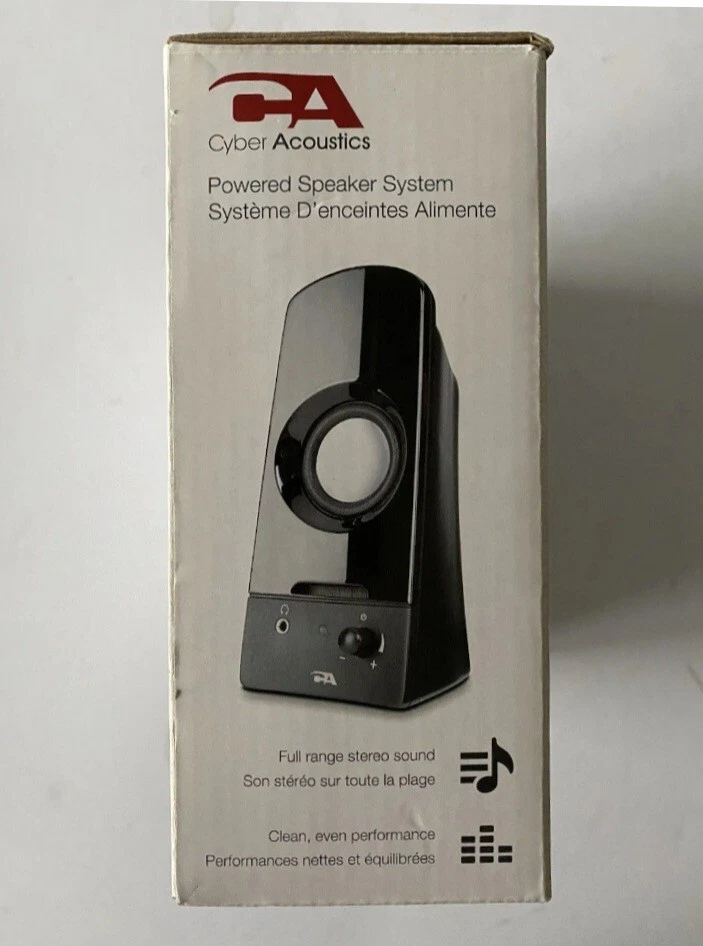 CA
Cyber Acoustics
Powered Speaker System
Système D'enceintes Alimente
CA
Full range stereo sound
Son stéréo sur toute la plage
Clean, even performance
Performances nettes et équilibrées